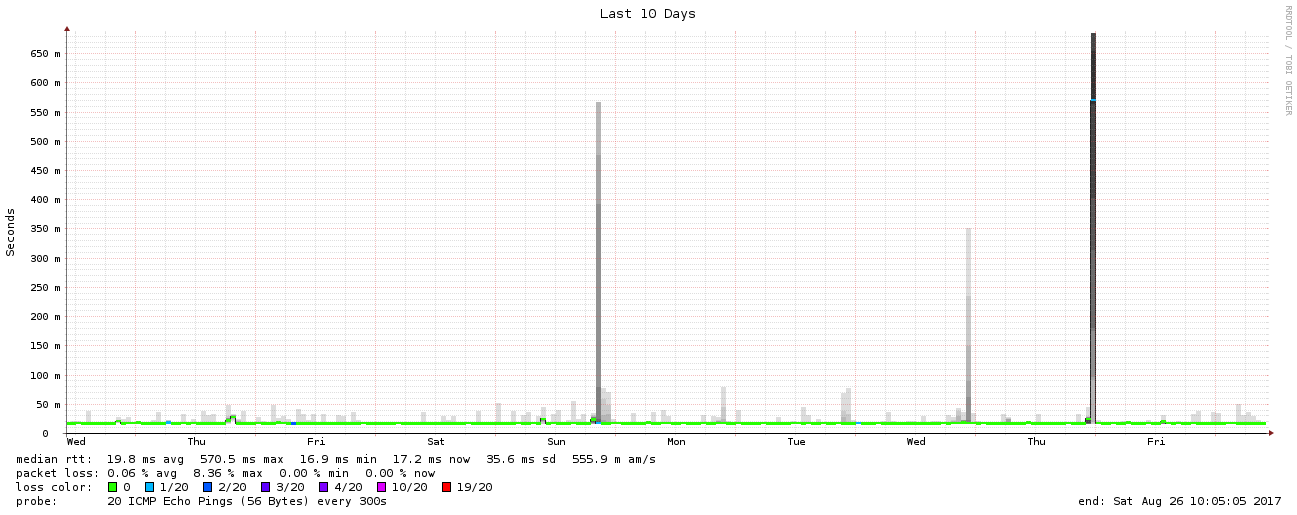 Last 10 Days
RRDTOOL / TOBI OETIKER
Seconds
650 m
600 m
550 m
500 m
450 m
400 m
350 m
300 m
250 m
200 m
150 m
100 m
50 m
0
Wed Thu Fri Sat Sun Mon Tue Wed Thu Fri
median rtt: 19.8 ms avg 570.5 ms max 16.9 ms min 17.2 ms now 35.6 ms sd 555.9 m am/s
packet loss: 0.06 % avg 8.36 % max 0.00 % min 0.00 % now
loss color: 0 1/20 2/20 3/20 4/20 10/20 19/20
probe: 20 ICMP Echo Pings (56 Bytes) every 300s end: Sat Aug 26 10:05:05 2017